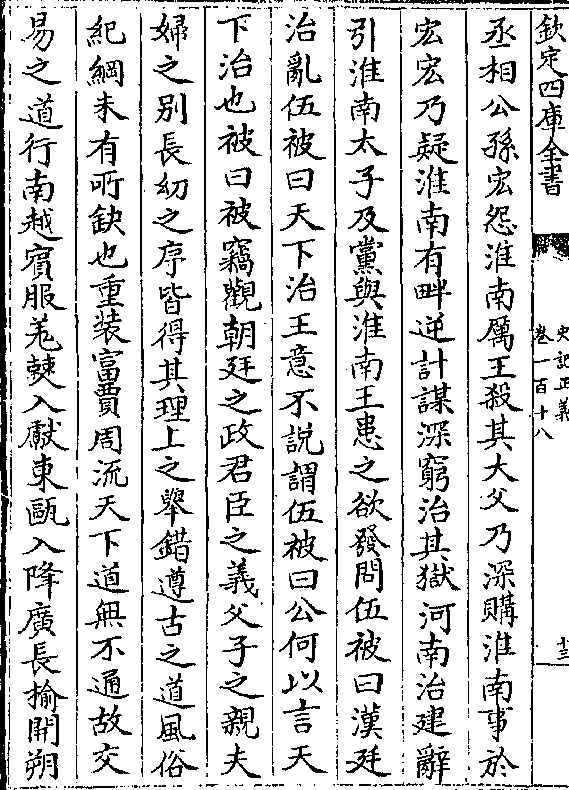 欽定四庫全書
史記正義
卷一百十八
十三
丞相公孫宏怨淮南厲王殺其大父乃深購淮南事於
宏宏乃疑淮南有畔逆計謀深窮治其獄河南治建辭
引淮南太子及黨與淮南王患之欲發問伍被曰漢廷
治亂伍被曰天下治王意不説謂伍被曰公何以言天
下治也被曰被竊觀朝廷之政君臣之義父子之親夫
婦之别長幼之序皆得其理上之舉錯遵古之道風俗
紀綱未有所缺也重装富賈周流天下道無不通故交
易之道行南越賓服羌僰入獻東甌入降廣長榆開朔